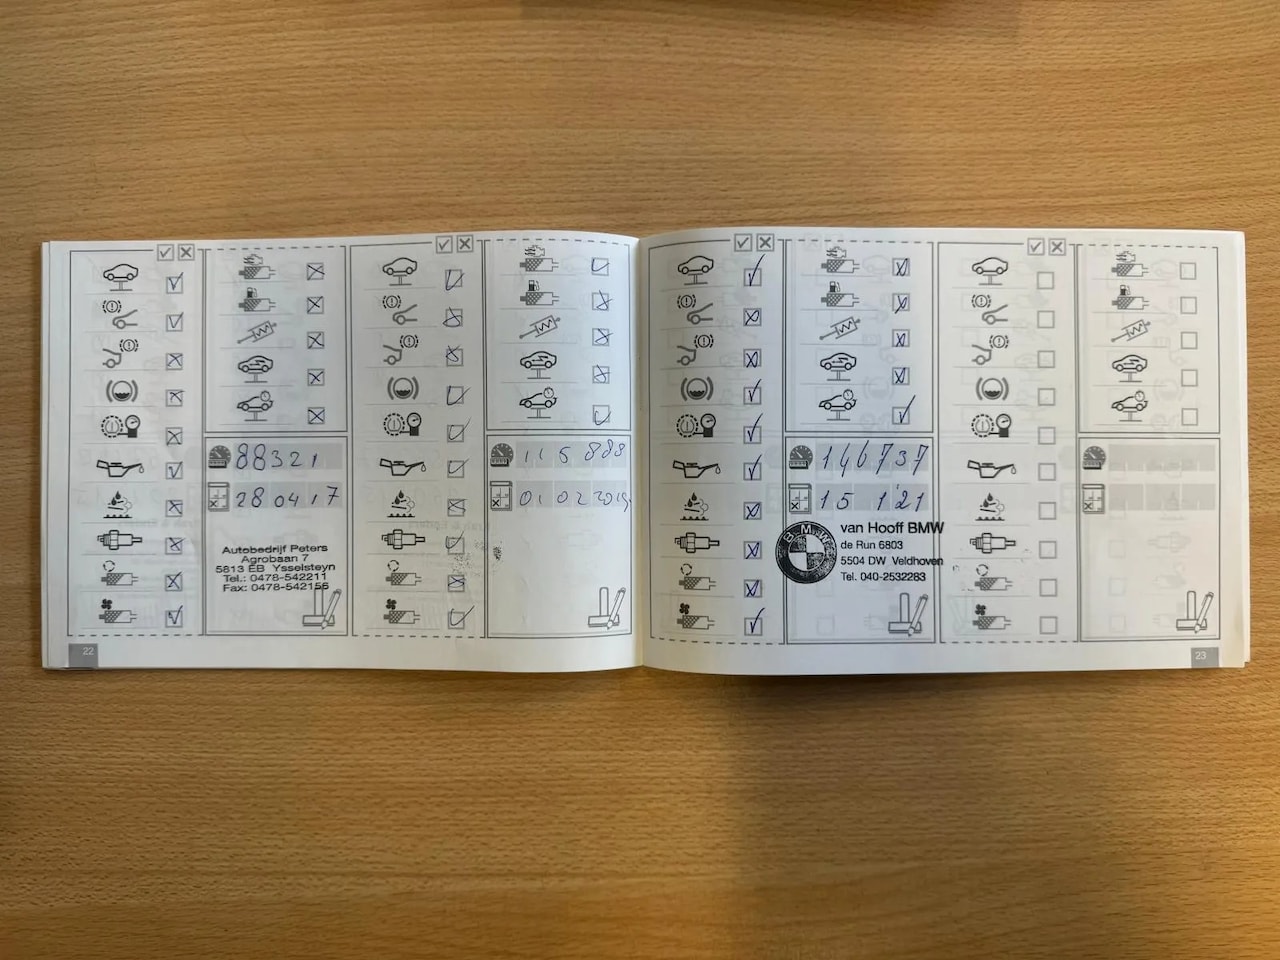 88321
28 04 17
Autobedrijf Peters
Agrobaan 7
5813 EB Ysselsteyn
Tel.: 0478-542211
Fax: 0478-542156
22
115 888
01 02 2019
146737
15 1'21
BMW
van Hooff BMW
de Run 6803
5504 DW Veldhoven
Tel. 040-2532283
23